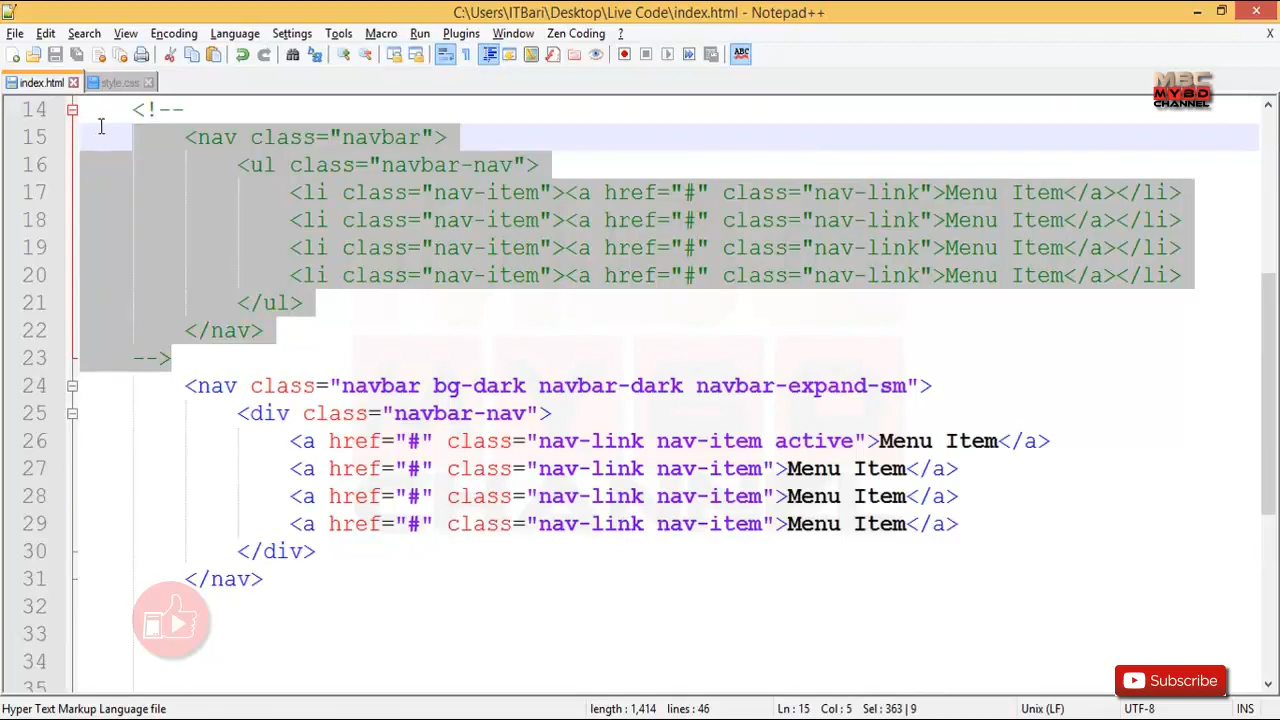 C:\Users\ITBari\Desktop\Live Code\index.html - Notepad++
File Edit Search View Encoding Language Settings Tools Macro Run Plugins Window Zen Coding ? X
ABC
index.html style.css
MBC
MYBD
CHANNEL
14 <!--
15 <nav class="navbar">
16 <ul class="navbar-nav">
17 <li class="nav-item"><a href="#" class="nav-link">Menu Item</a></li>
18 <li class="nav-item"><a href="#" class="nav-link">Menu Item</a></li>
19 <li class="nav-item"><a href="#" class="nav-link">Menu Item</a></li>
20 <li class="nav-item"><a href="#" class="nav-link">Menu Item</a></li>
21 </ul>
22 </nav>
23 -->
24 <nav class="navbar bg-dark navbar-dark navbar-expand-sm">
25 <div class="navbar-nav">
26 <a href="#" class="nav-link nav-item active">Menu Item</a>
27 <a href="#" class="nav-link nav-item">Menu Item</a>
28 <a href="#" class="nav-link nav-item">Menu Item</a>
29 <a href="#" class="nav-link nav-item">Menu Item</a>
30 </div>
31 </nav>
32
33
34
35
Subscribe
Hyper Text Markup Language file length : 1,414 lines : 46 Ln : 15 Col : 5 Sel : 363 | 9 Unix (LF) UTF-8 INS